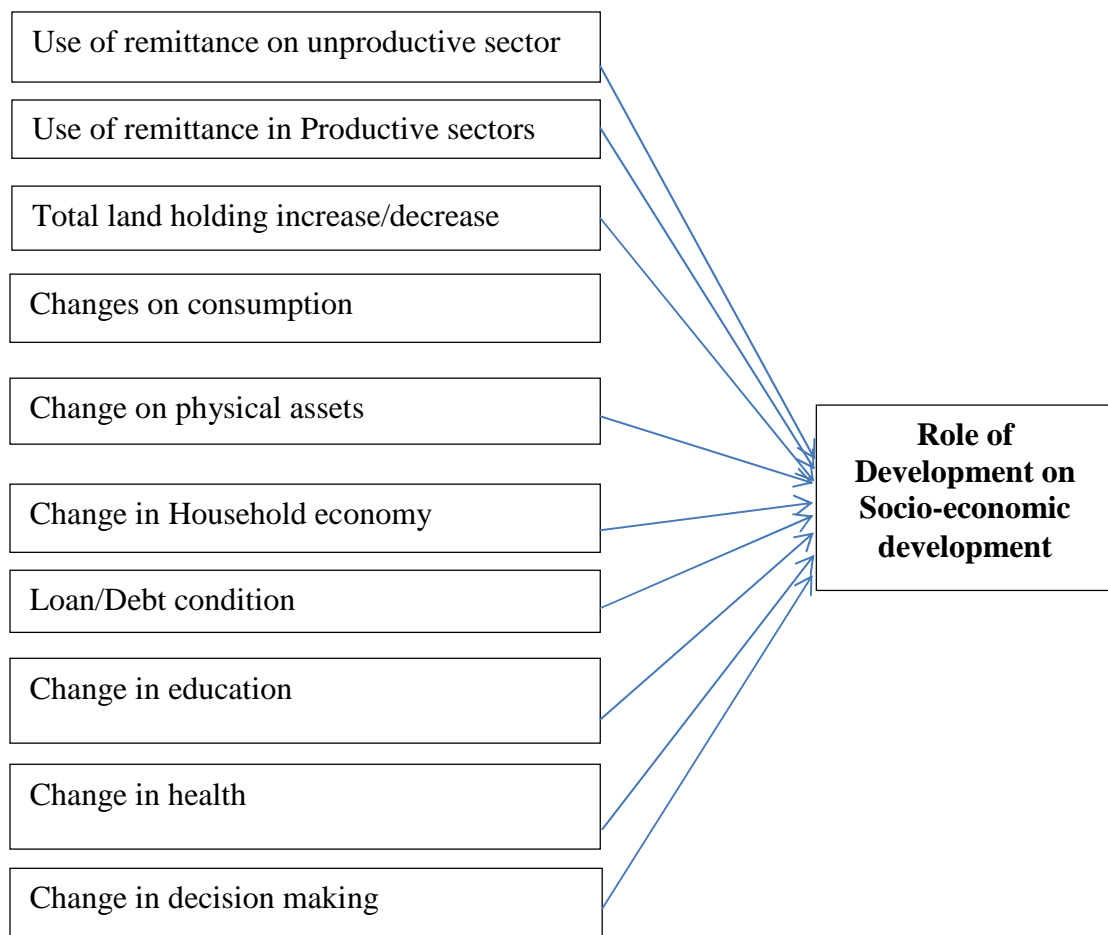 Use of remittance on unproductive sector
Use of remittance in Productive sectors
Total land holding increase/decrease
Changes on consumption
Change on physical assets
Change in Household economy
Loan/Debt condition
Change in education
Change in health
Change in decision making
Role of
Development on
Socio-economic
development